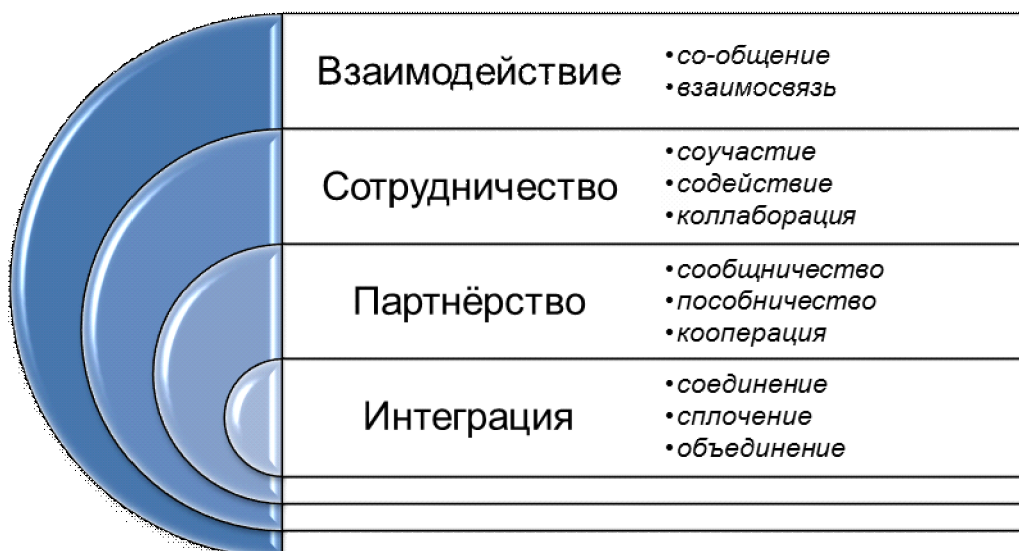 Взаимодействие
•со-общение
•взаимосвязь
Сотрудничество
•соучастие
•содействие
•коллаборация
Партнёрство
•сообщничество
•пособничество
•кооперация
Интеграция
•соединение
•сплочение
•объединение